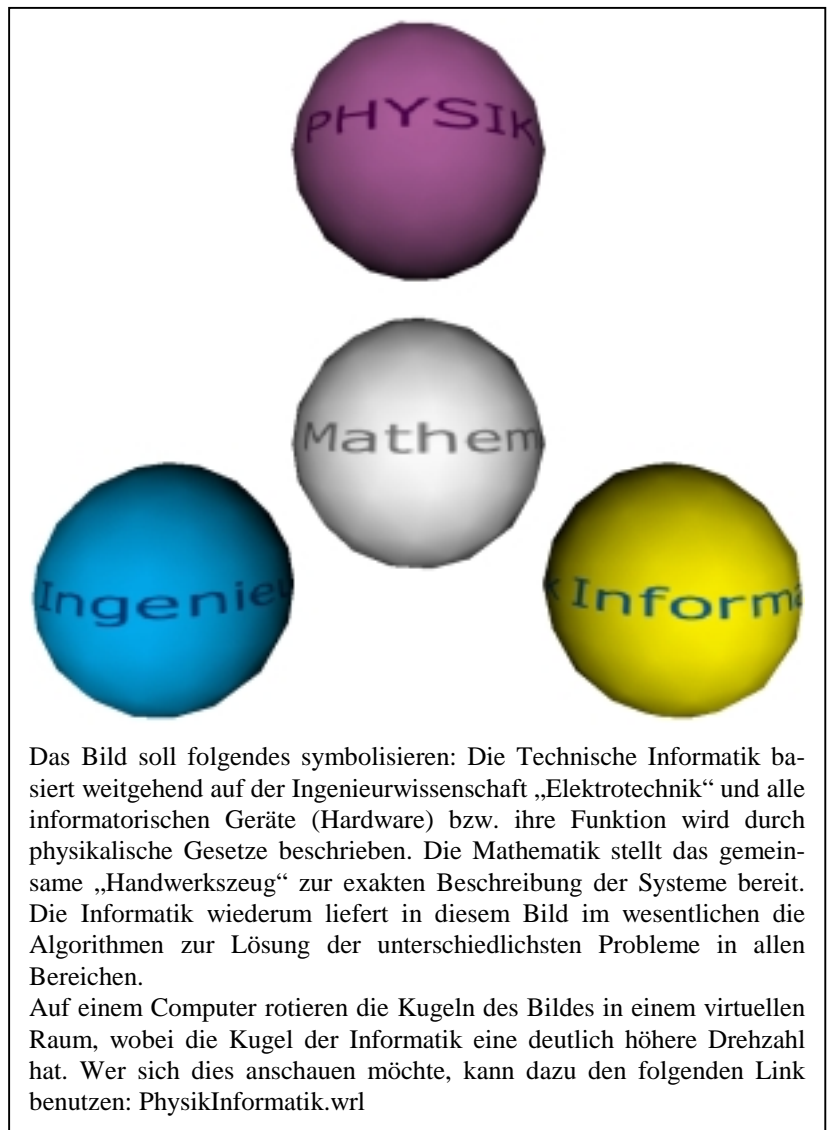 PHYSIK
Mathem
Ingenieu
k Informa
Das Bild soll folgendes symbolisieren: Die Technische Informatik ba-
siert weitgehend auf der Ingenieurwissenschaft „Elektrotechnik“ und alle
informatorischen Geräte (Hardware) bzw. ihre Funktion wird durch
physikalische Gesetze beschrieben. Die Mathematik stellt das gemein-
same „Handwerkszeug“ zur exakten Beschreibung der Systeme bereit.
Die Informatik wiederum liefert in diesem Bild im wesentlichen die
Algorithmen zur Lösung der unterschiedlichsten Probleme in allen
Bereichen.
Auf einem Computer rotieren die Kugeln des Bildes in einem virtuellen
Raum, wobei die Kugel der Informatik eine deutlich höhere Drehzahl
hat. Wer sich dies anschauen möchte, kann dazu den folgenden Link
benutzen: PhysikInformatik.wrl